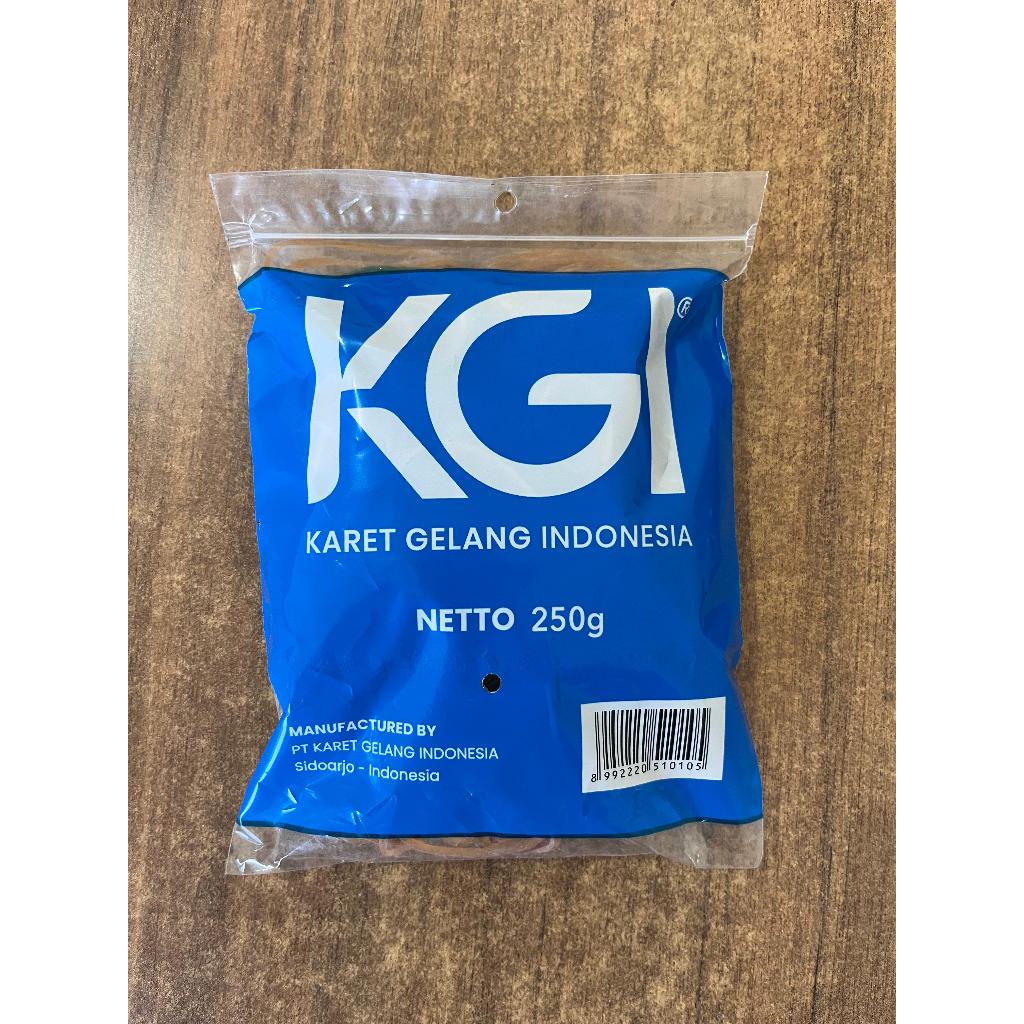 KGI®
KARET GELANG INDONESIA
NETTO 250g
MANUFACTURED BY
PT KARET GELANG INDONESIA
Sidoarjo - Indonesia
8 992220 510105